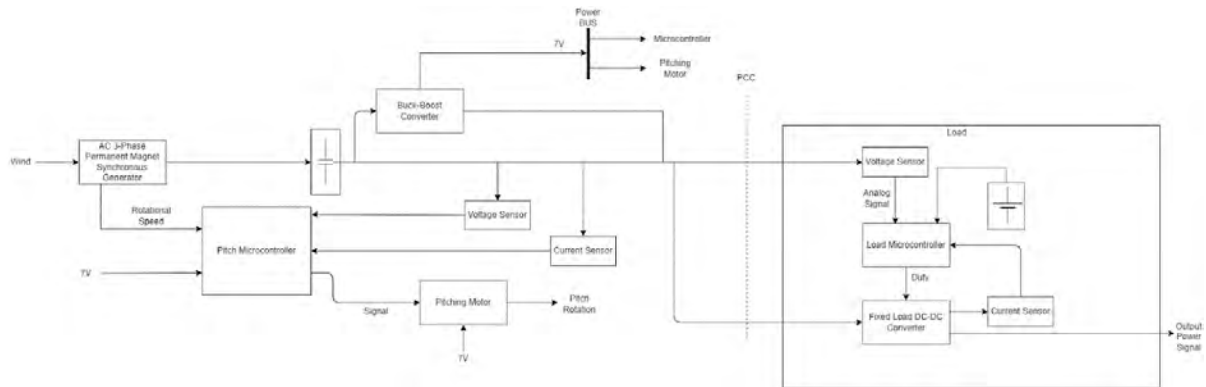 Power
BUS
7V
Microcontroller
Pitching
Motor
PCC
Buck-Boost
Converter
Load
AC 3-Phase
Permanent Magnet
Synchronous
Generator
Wind
Voltage Sensor
Analog
Signal
Rotational
Speed
Voltage Sensor
Pitch Microcontroller
Load Microcontroller
Current Sensor
7V
Duty
Pitching Motor
Pitch
Rotation
Signal
Fixed Load DC-DC
Converter
Current Sensor
Output
Power
Signal
7V